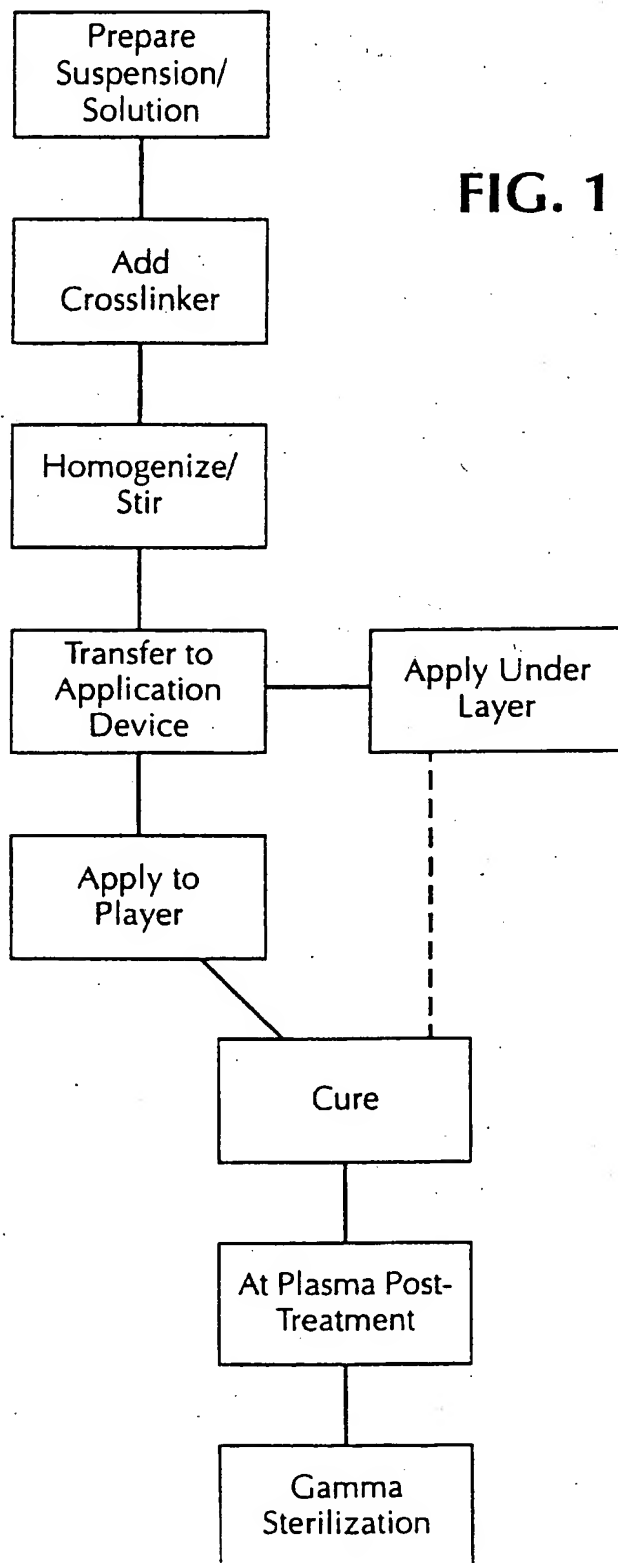 Prepare
Suspension/
Solution
FIG. 1
Add
Crosslinker
Homogenize/
Stir
Transfer to
Application
Device
Apply Under
Layer
Apply to
Player
Cure
At Plasma Post-
Treatment
Gamma
Sterilization